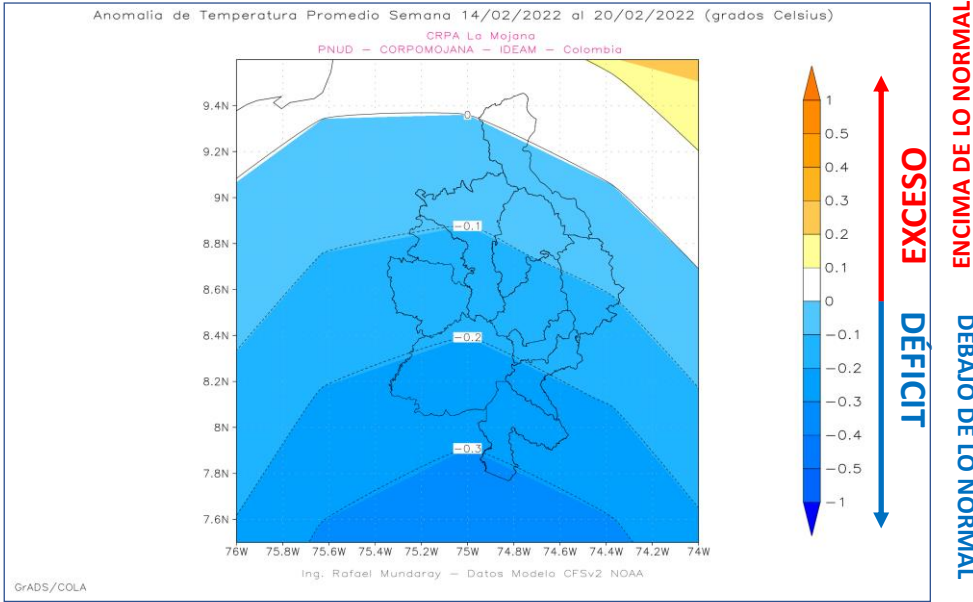 Anomalia de Temperatura Promedio Semana 14/02/2022 al 20/02/2022 (grados Celsius)
CRPA La Mojana
PNUD – CORPOMOJANA – IDEAM – Colombia
9.4N
9.2N
9N
8.8N
8.6N
8.4N
8.2N
8N
7.8N
7.6N
0
−0.1
−0.2
−0.3
76W 75.8W 75.6W 75.4W 75.2W 75W 74.8W 74.6W 74.4W 74.2W 74W
1
0.5
0.4
0.3
0.2
0.1
0
−0.1
−0.2
−0.3
−0.4
−0.5
−1
EXCESO
DÉFICIT
ENCIMA DE LO NORMAL
DEBAJO DE LO NORMAL
Ing. Rafael Mundaray – Datos Modelo CFSv2 NOAA
GrADS/COLA